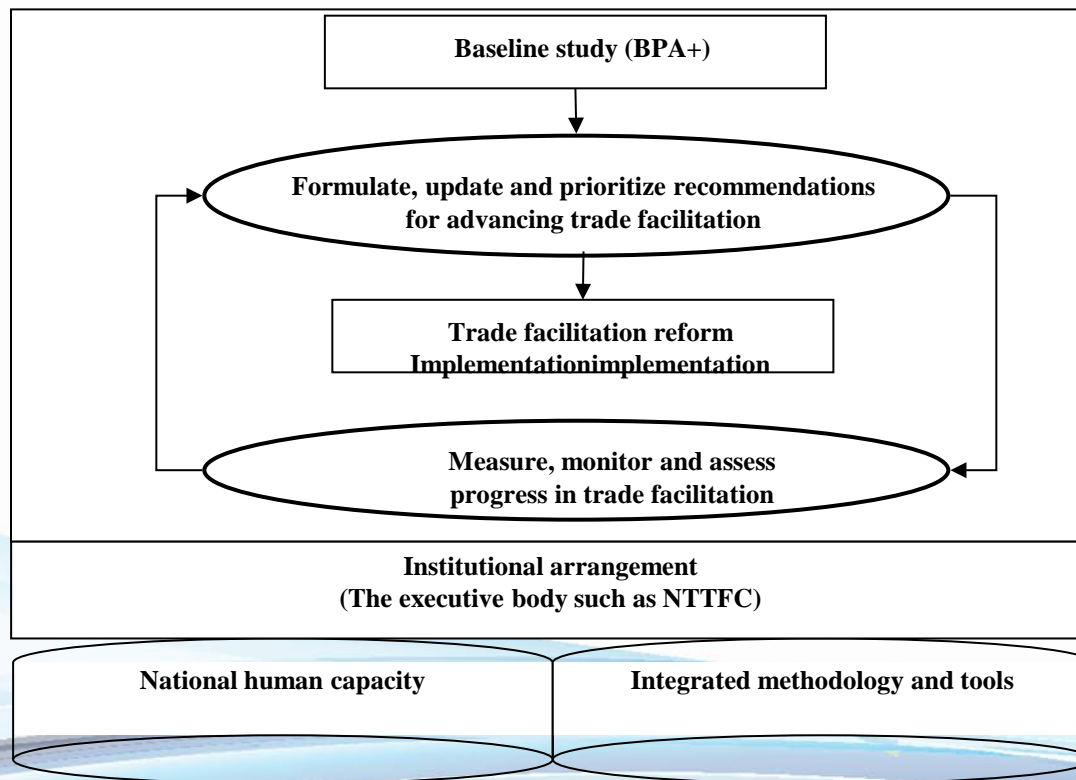 Baseline study (BPA+)
Formulate, update and prioritize recommendations
for advancing trade facilitation
Trade facilitation reform
Implementationimplementation
Measure, monitor and assess
progress in trade facilitation
Institutional arrangement
(The executive body such as NTTFC)
National human capacity
Integrated methodology and tools